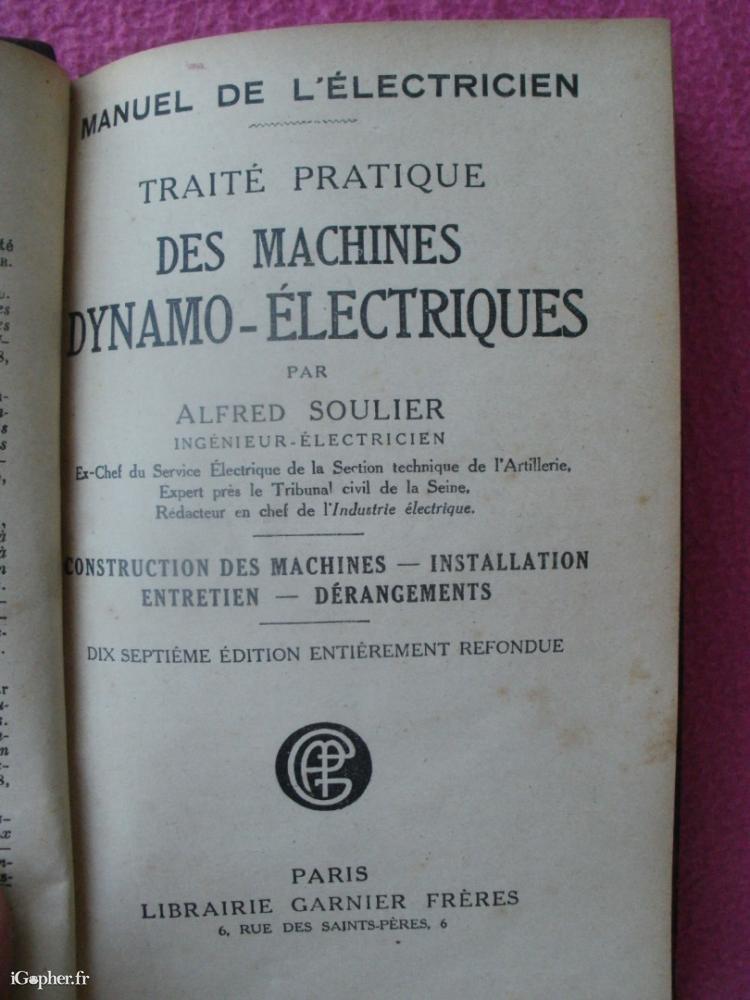 MANUEL DE L'ÉLECTRICIEN
TRAITÉ PRATIQUE
DES MACHINES
DYNAMO-ÉLECTRIQUES
PAR
ALFRED SOULIER
INGÉNIEUR-ÉLECTRICIEN
Ex-Chef du Service Électrique de la Section technique de l'Artillerie,
Expert près le Tribunal civil de la Seine,
Rédacteur en chef de l'Industrie électrique.
CONSTRUCTION DES MACHINES — INSTALLATION
ENTRETIEN — DÉRANGEMENTS
DIX SEPTIÉME ÉDITION ENTIÉREMENT REFONDUE
PARIS
LIBRAIRIE GARNIER FRÈRES
6, RUE DES SAINTS-PÈRES, 6
iGopher.fr